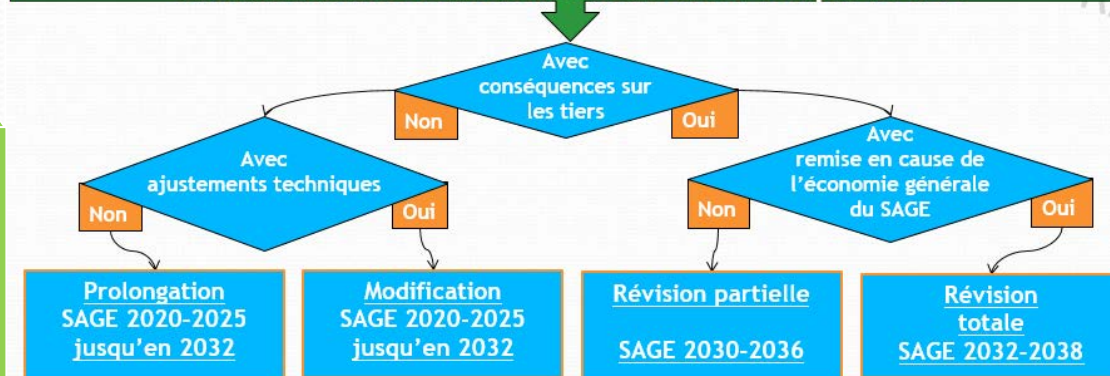 Avec
conséquences sur
les tiers
Non
Oui
Avec
ajustements techniques
Non
Oui
Avec
remise en cause de
l'économie générale
du SAGE
Non
Oui
Prolongation
SAGE 2020-2025
jusqu'en 2032
Modification
SAGE 2020-2025
jusqu'en 2032
Révision partielle
SAGE 2030-2036
Révision
totale
SAGE 2032-2038